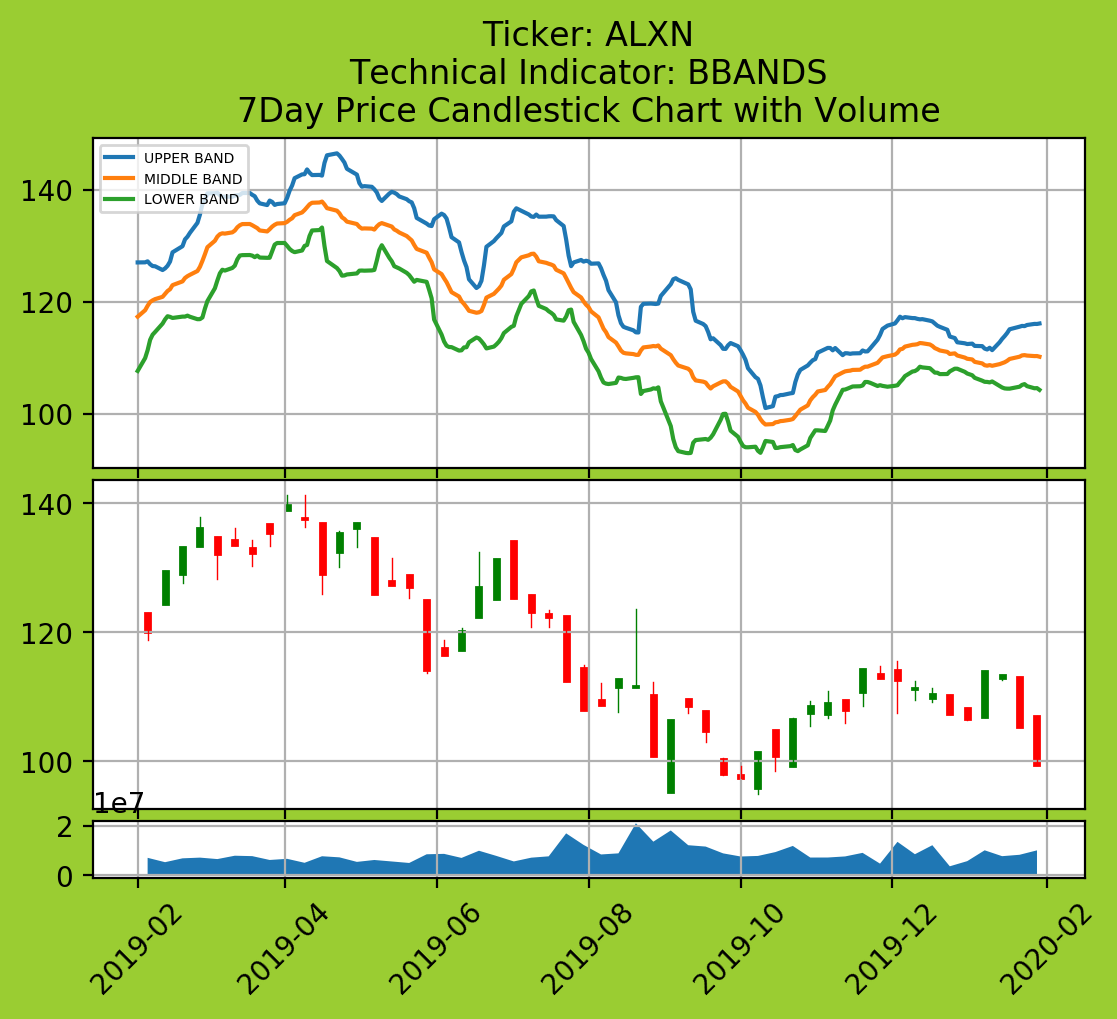 Ticker: ALXN
Technical Indicator: BBANDS
7Day Price Candlestick Chart with Volume
UPPER BAND
MIDDLE BAND
LOWER BAND
140
120
100
140
120
100
1e7
2
0
2019-02
2019-04
2019-06
2019-08
2019-10
2019-12
2020-02